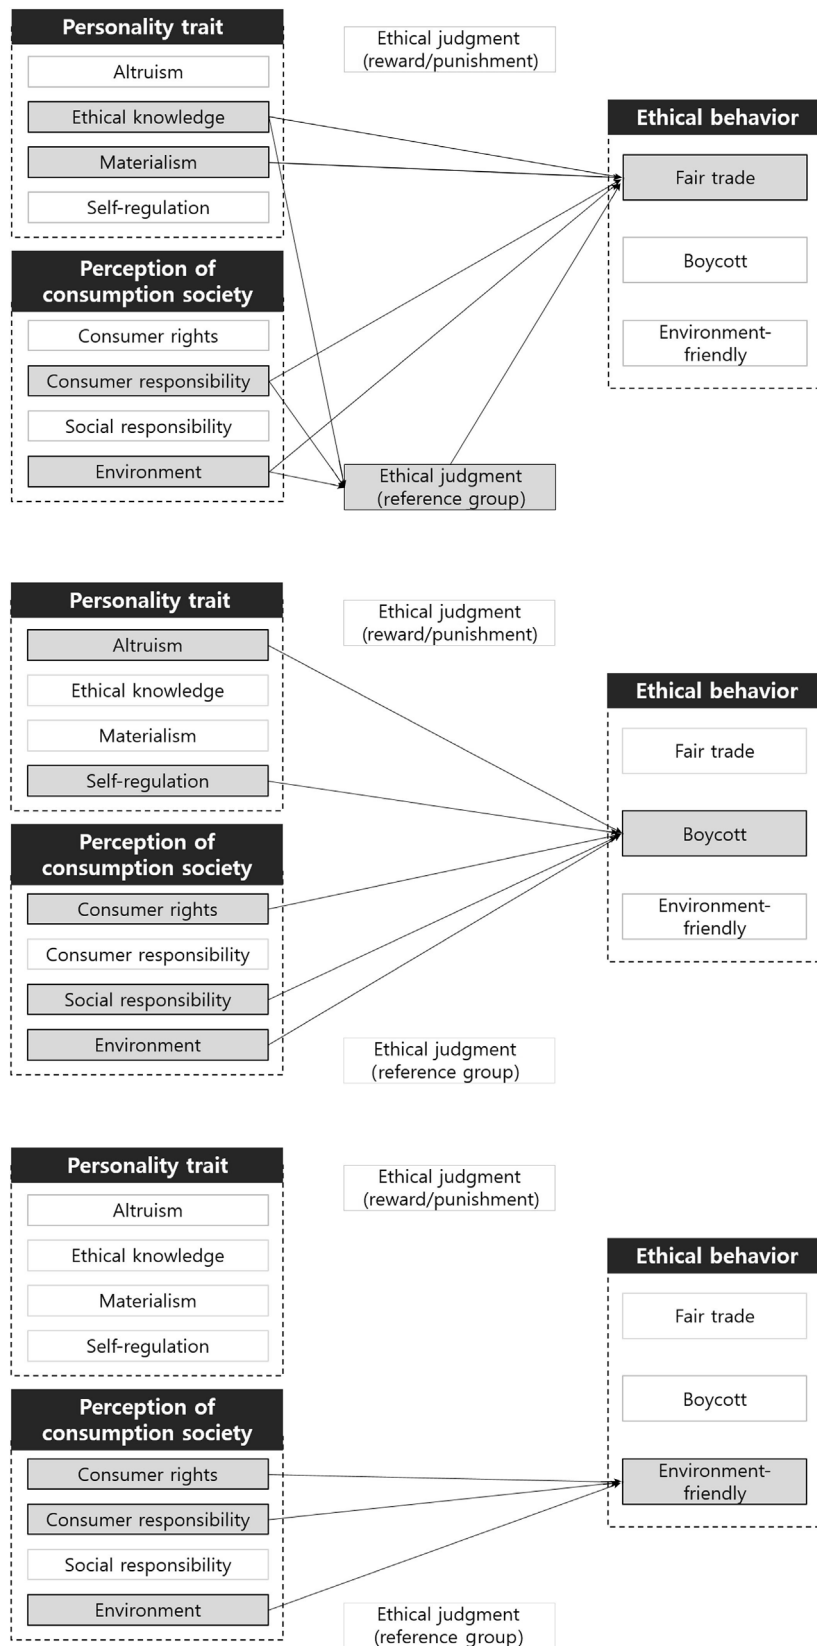 Personality trait
Altruism
Ethical knowledge
Materialism
Self-regulation
Perception of
consumption society
Consumer rights
Consumer responsibility
Social responsibility
Environment
Ethical judgment
(reward/punishment)
Ethical judgment
(reference group)
Ethical behavior
Fair trade
Boycott
Environment-
friendly
Personality trait
Altruism
Ethical knowledge
Materialism
Self-regulation
Perception of
consumption society
Consumer rights
Consumer responsibility
Social responsibility
Environment
Ethical judgment
(reward/punishment)
Ethical judgment
(reference group)
Ethical behavior
Fair trade
Boycott
Environment-
friendly
Personality trait
Altruism
Ethical knowledge
Materialism
Self-regulation
Perception of
consumption society
Consumer rights
Consumer responsibility
Social responsibility
Environment
Ethical judgment
(reward/punishment)
Ethical judgment
(reference group)
Ethical behavior
Fair trade
Boycott
Environment-
friendly